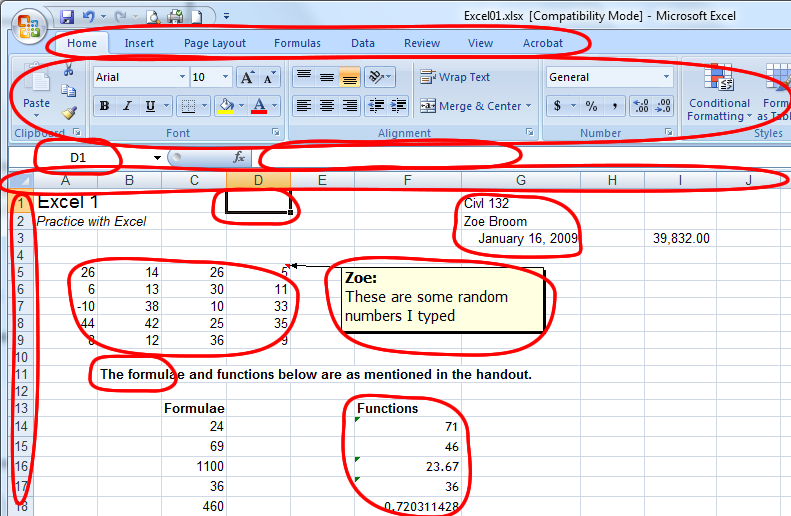 Excel01.xlsx [Compatibility Mode] - Microsoft Excel
Home Insert Page Layout Formulas Data Review View Acrobat
Arial 10 A A Wrap Text General
Paste B I U A Merge & Center $ % , .0 .00 .00 .0 Conditional Formatting
Clipboard Font Alignment Number Styles
D1 fx
A B C D E F G H I J
1 Excel 1 Civl 132
2 Practice with Excel Zoe Broom
3 January 16, 2009 39,832.00
4
5 26 14 26 5 Zoe:
6 6 13 30 11 These are some random
7 -10 38 10 33 numbers I typed
8 44 42 25 35
9 8 12 36 9
10
11 The formulae and functions below are as mentioned in the handout.
12
13 Formulae Functions
14 24 71
15 69 46
16 1100 23.67
17 36 36
18 460 0.720311428